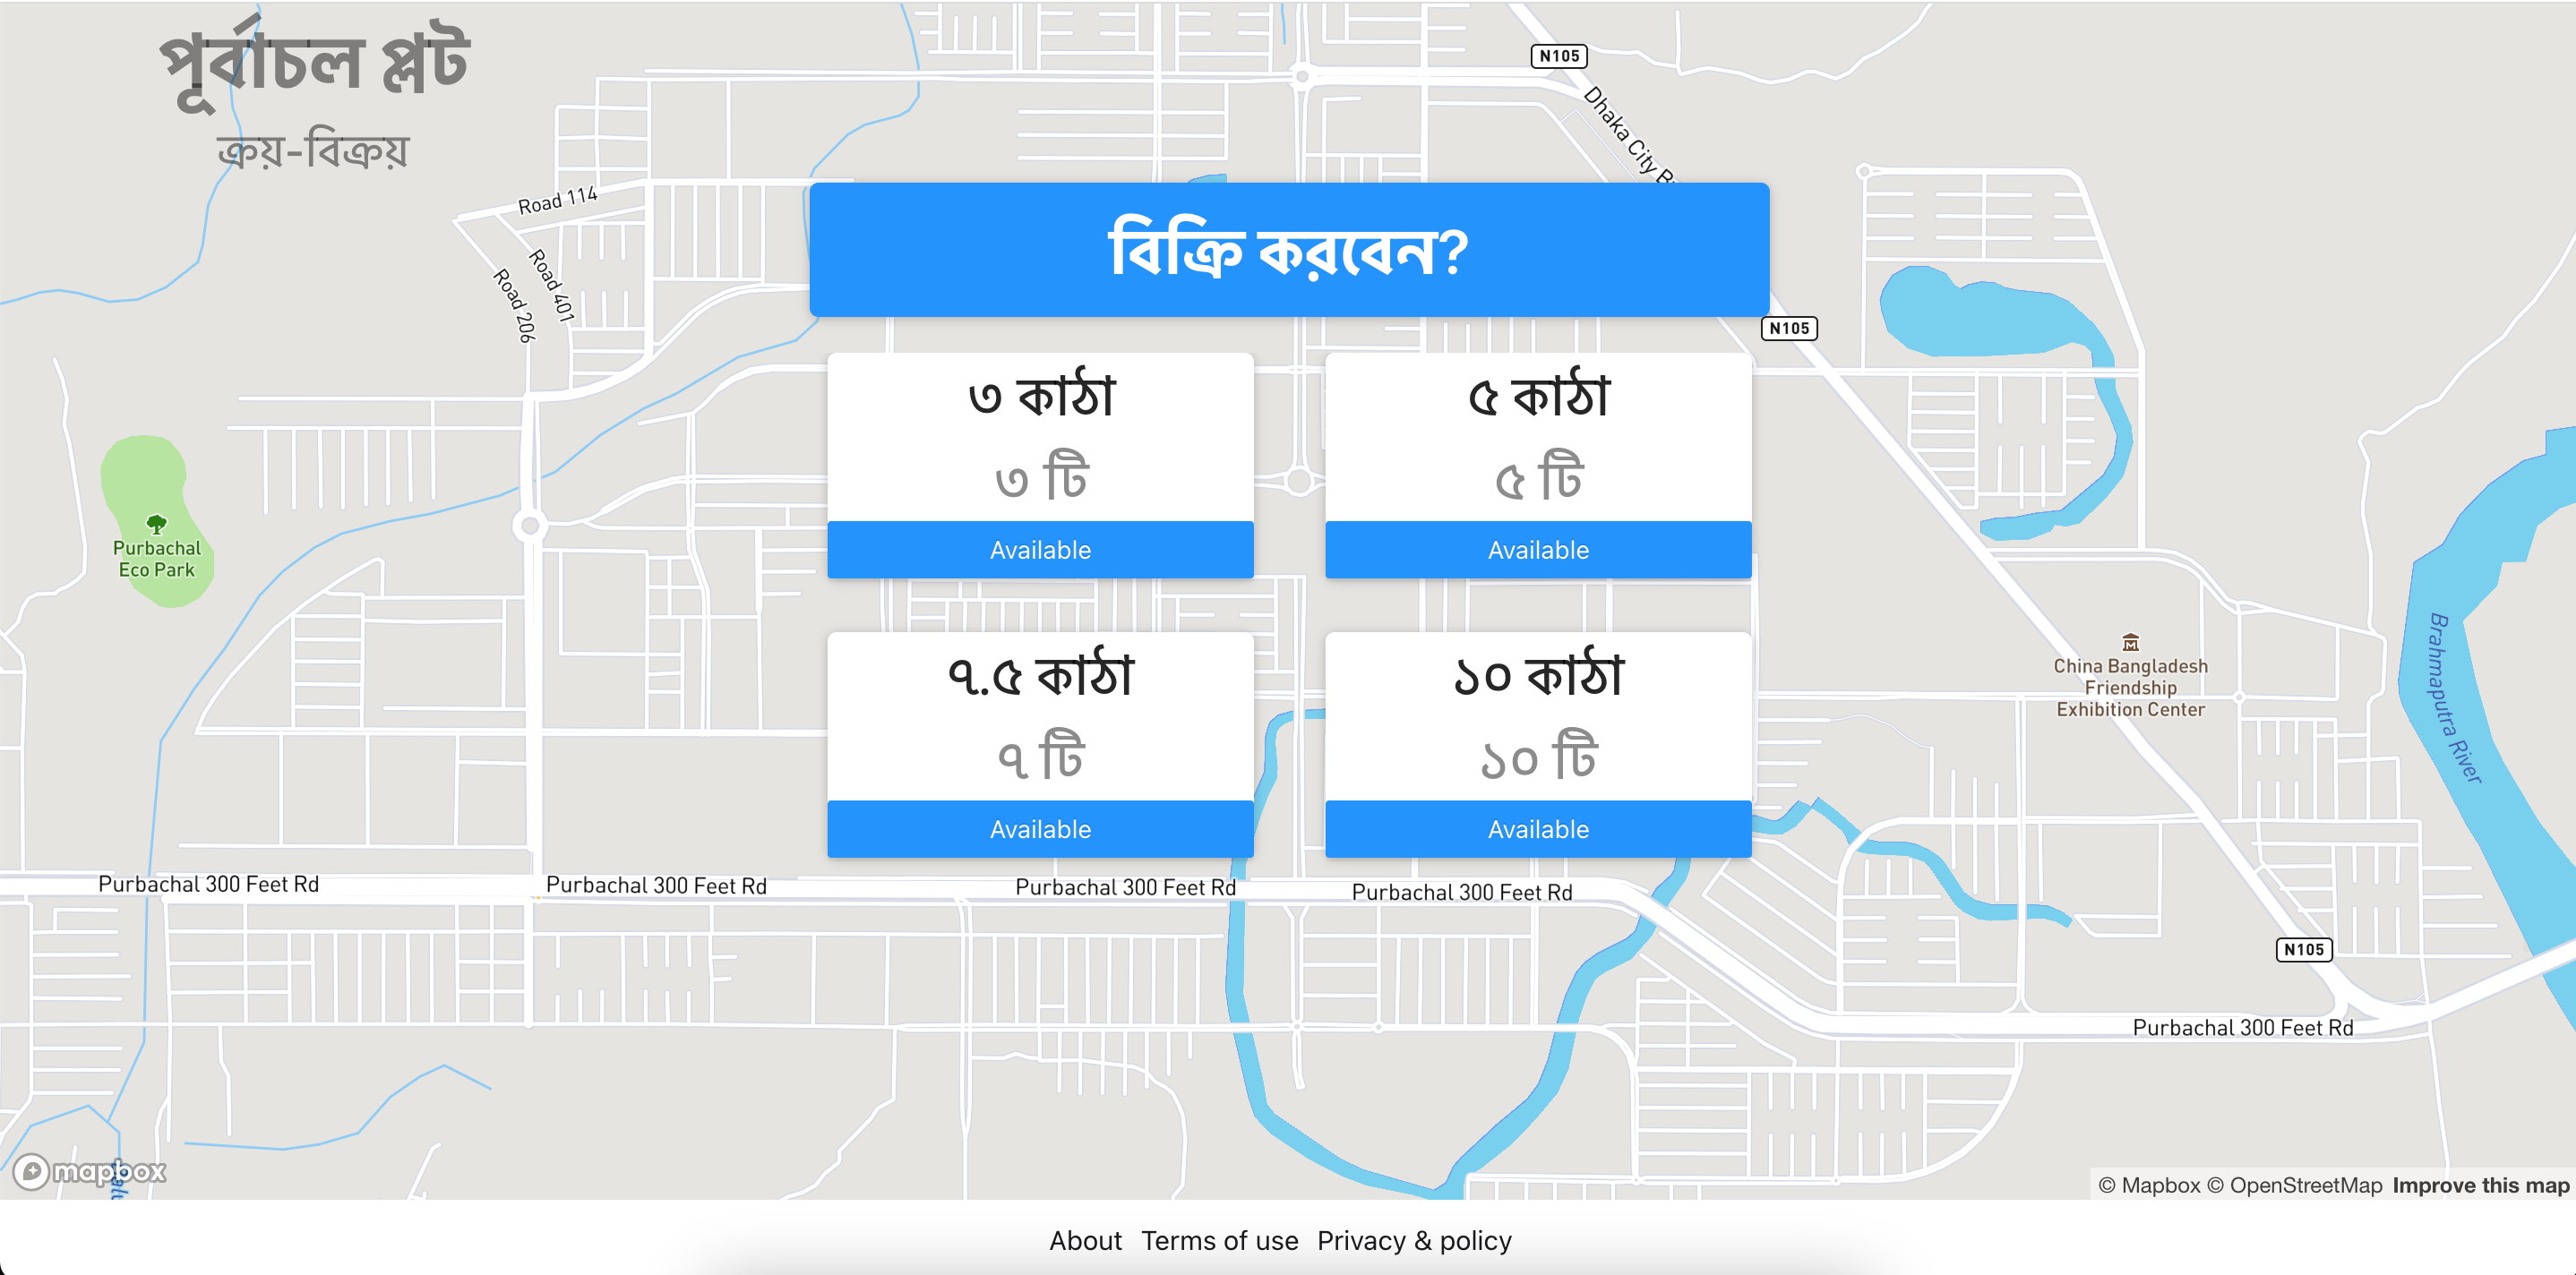 পূর্বাচল প্লট
ক্রয়-বিক্রয়
N105
Dhaka City
Road 114
Road 401
Road 206
বিক্রি করবেন?
N105
৩ কাঠা
৩ টি
Available
৫ কাঠা
৫ টি
Available
Purbachal
Eco Park
৭.৫ কাঠা
৭ টি
Available
১০ কাঠা
১০ টি
Available
China Bangladesh
Friendship
Exhibition Center
Brahmaputra River
Purbachal 300 Feet Rd
Purbachal 300 Feet Rd
Purbachal 300 Feet Rd
Purbachal 300 Feet Rd
N105
Purbachal 300 Feet Rd
mapbox
© Mapbox © OpenStreetMap Improve this map
About Terms of use Privacy & policy